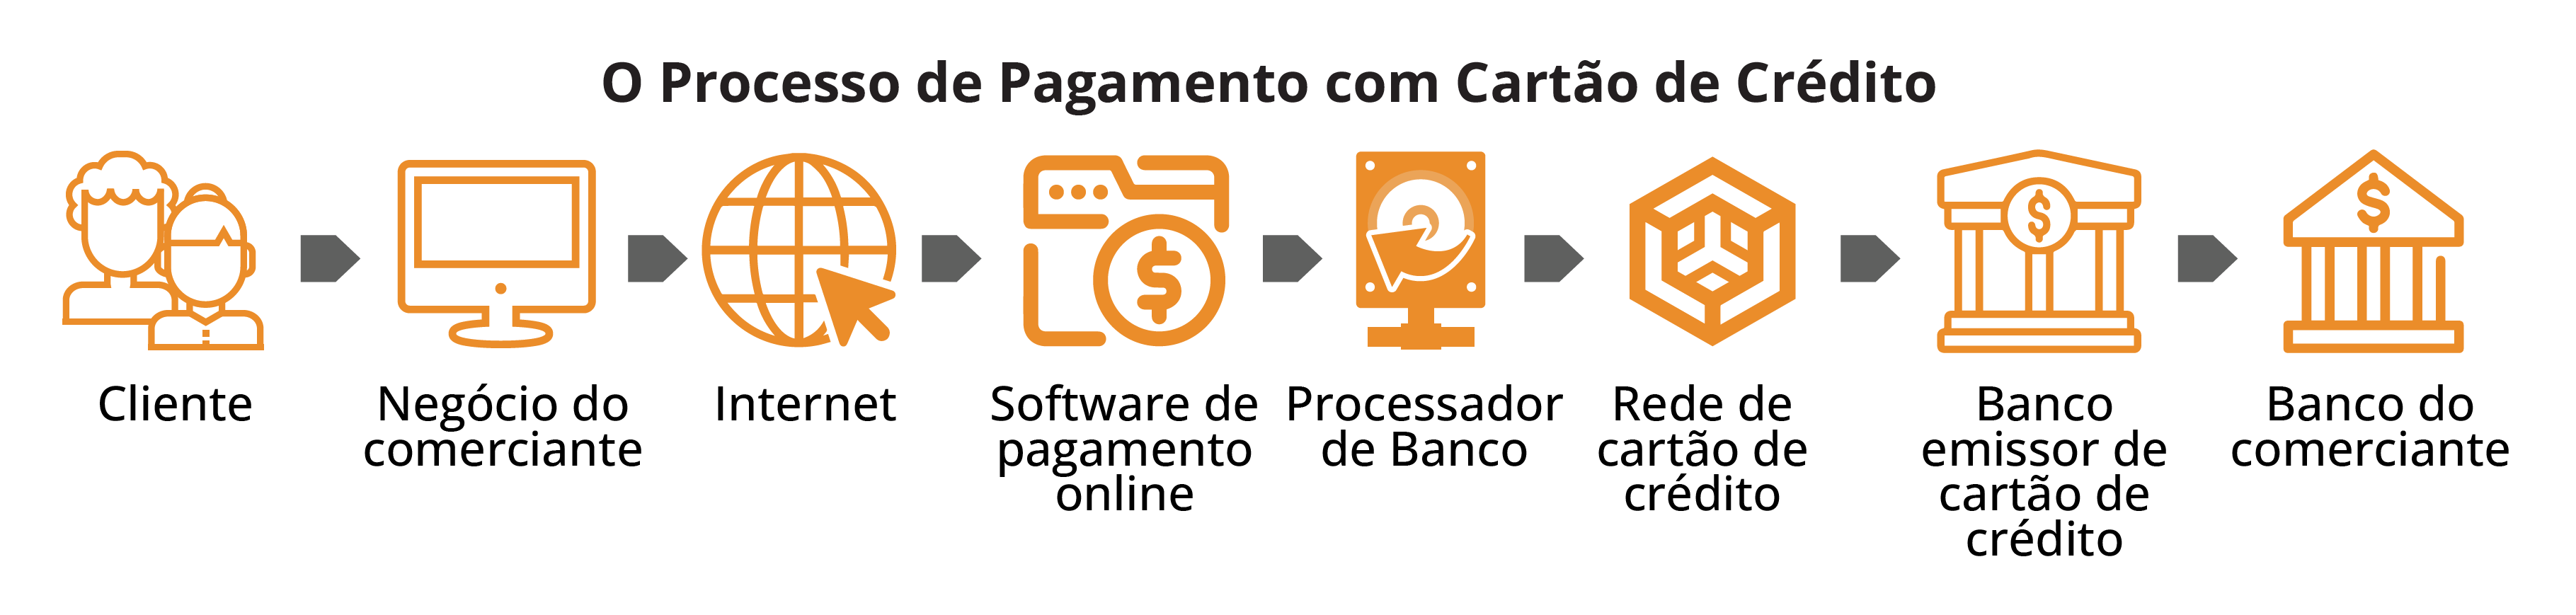 O Processo de Pagamento com Cartão de Crédito
Cliente
Negócio do
comerciante
Internet
Software de
pagamento
online
Processador
de Banco
Rede de
cartão de
crédito
Banco
emissor de
cartão de
crédito
Banco do
comerciante